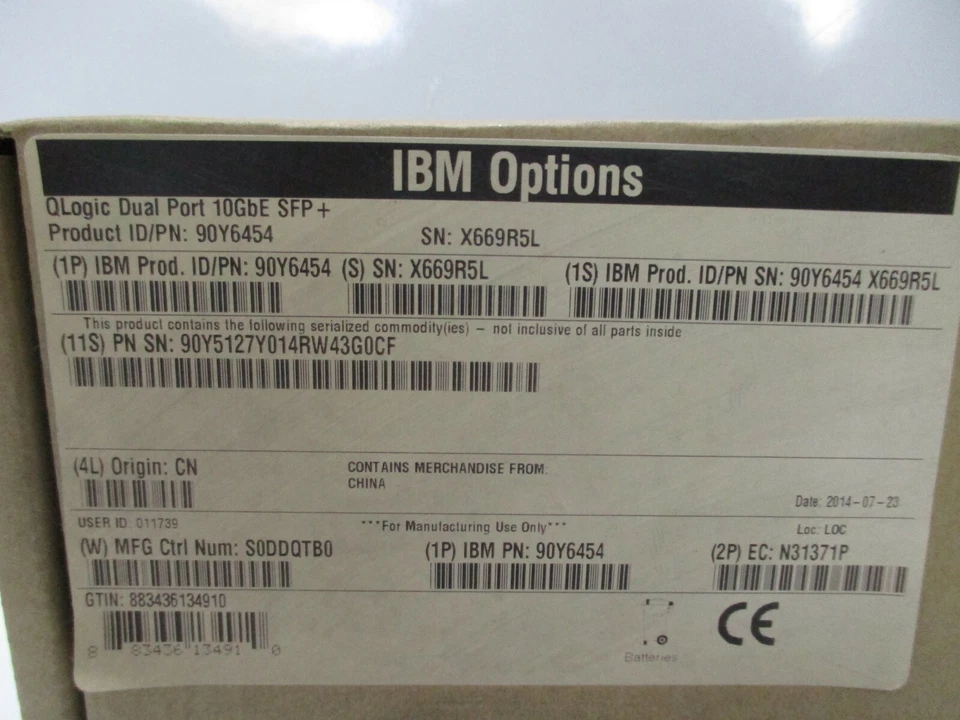 IBM Options
QLogic Dual Port 10GbE SFP+
Product ID/PN: 90Y6454 SN: X669R5L
(1P) IBM Prod. ID/PN: 90Y6454 (S) SN: X669R5L (1S) IBM Prod. ID/PN SN: 90Y6454 X669R5L
This product contains the following serialized commodity(ies) – not inclusive of all parts inside
(11S) PN SN: 90Y5127Y014RW43G0CF
(4L) Origin: CN
CONTAINS MERCHANDISE FROM:
CHINA
Date: 2014-07-23
USER ID: 011739 ***For Manufacturing Use Only*** Loc: LOC
(W) MFG Ctrl Num: S0DDQTB0 (1P) IBM PN: 90Y6454 (2P) EC: N31371P
GTIN: 883436134910
8 83436 13491 0
Batteries
CE